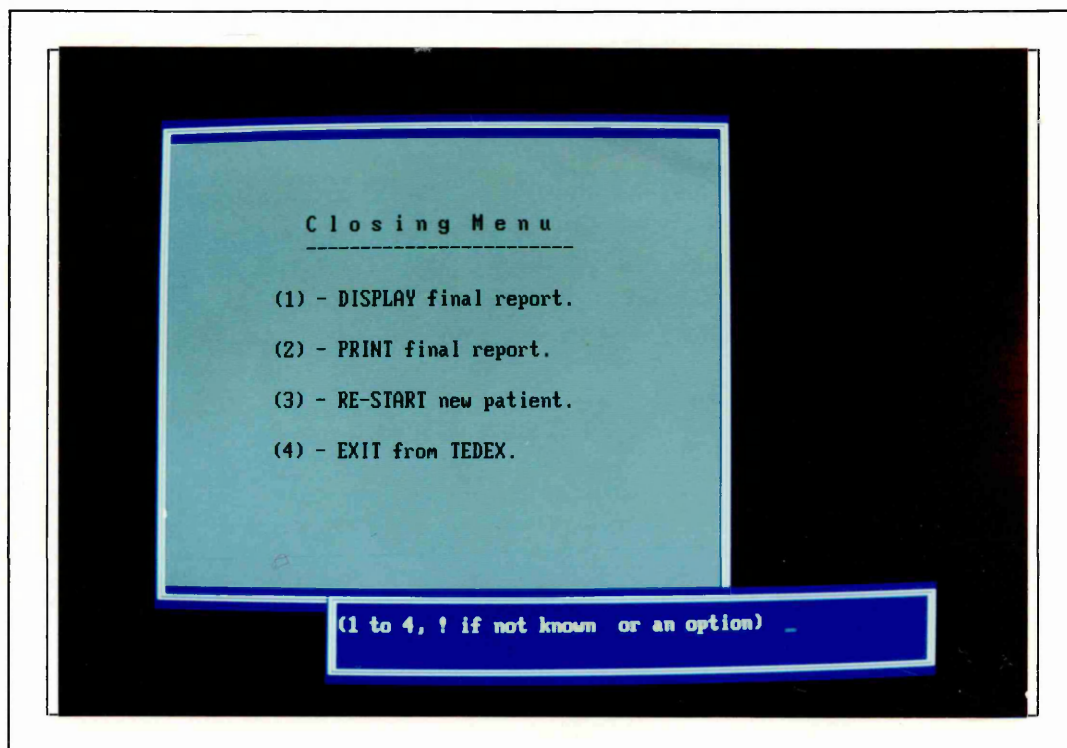 Closing Menu
------------------------
(1) - DISPLAY final report.
(2) - PRINT final report.
(3) - RE-START new patient.
(4) - EXIT from TEDEX.
(1 to 4, ! if not known or an option) _